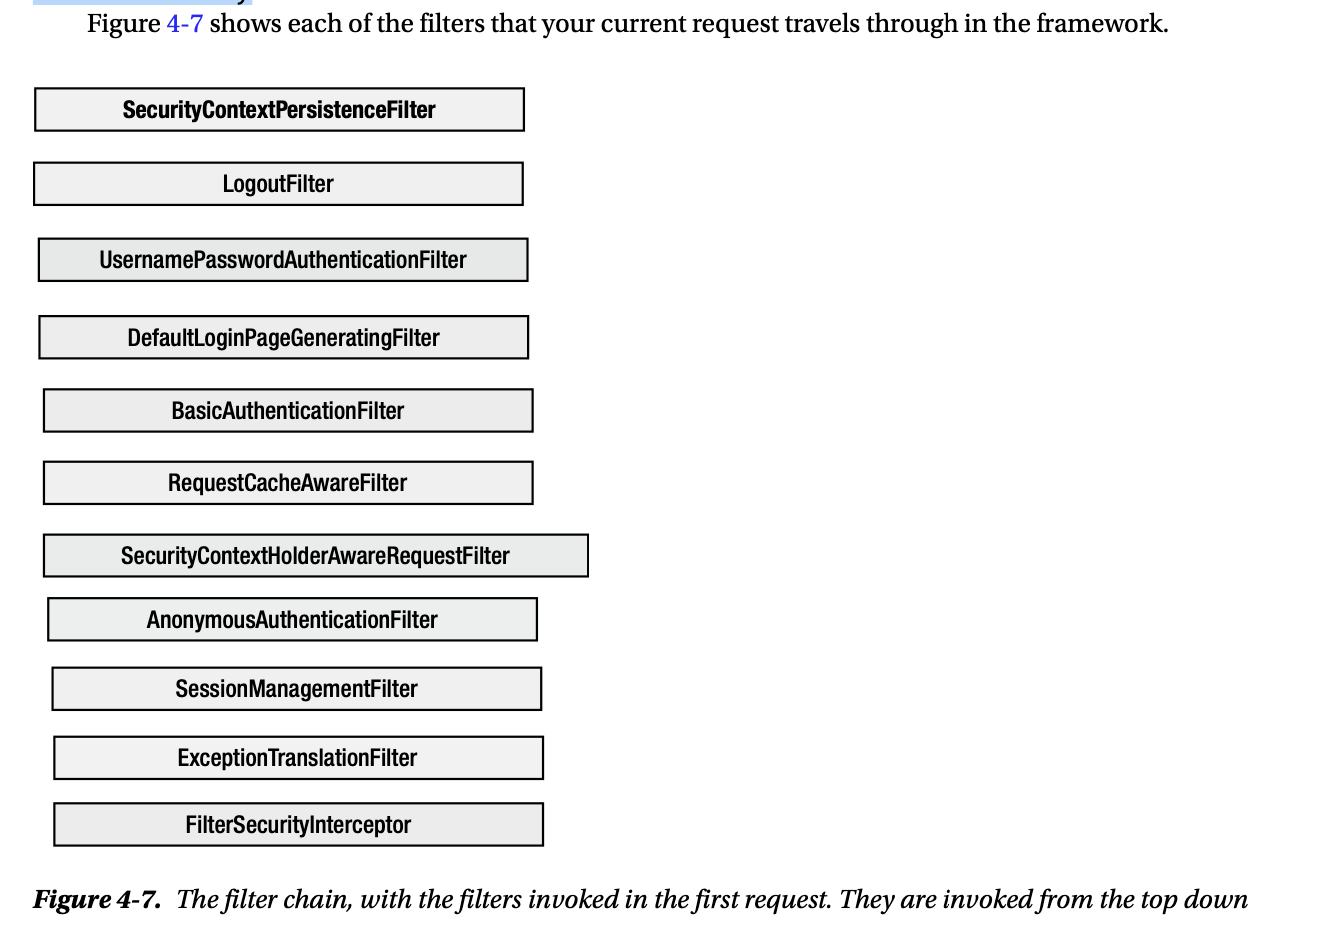 Figure 4-7 shows each of the filters that your current request travels through in the framework.
SecurityContextPersistenceFilter
LogoutFilter
UsernamePasswordAuthenticationFilter
DefaultLoginPageGeneratingFilter
BasicAuthenticationFilter
RequestCacheAwareFilter
SecurityContextHolderAwareRequestFilter
AnonymousAuthenticationFilter
SessionManagementFilter
ExceptionTranslationFilter
FilterSecurityInterceptor
Figure 4-7. The filter chain, with the filters invoked in the first request. They are invoked from the top down